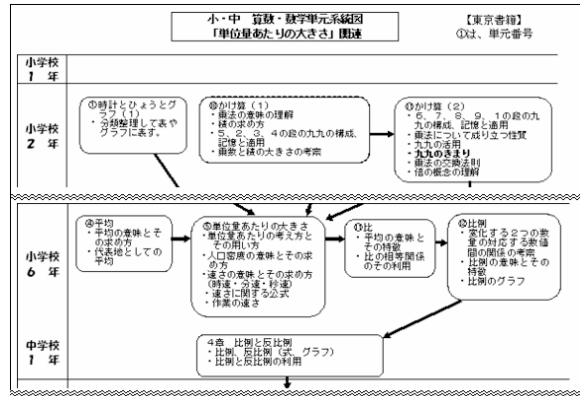 小・中 算数・数学単元系統図
「単位量あたりの大きさ」関連
【東京書籍】
①は、単元番号
小学校
1 年
小学校
2 年
①時計とひょうとグ
ラフ(1)
・分類整理して表や
グラフに表す。
かけ算(1)
・乗法の意味の理解
・積の求め方
・5、2、3、4の段の九九の構成、
記憶と適用
・乗数と積の大きさの考察
かけ算(2)
・6、7、8、9、1の段の九
九の構成、記憶と適用
・乗法について成り立つ性質
・九九の活用
・九九のきまり
・乗法の交換法則
・倍の概念の理解
小学校
6 年
④平均
・平均の意味とそ
の求め方
・代表地としての
平均
⑤単位量あたりの大きさ
・単位量あたりの考え方と
その用い方
・人口密度の意味とその求
め方
・速さの意味とその求め方
(時速・分速・秒速)
・速さに関する公式
・作業の速さ
比
・平均の意味と
その特徴
・比の相等関係
のその利用
比例
・変化する2つの数
量の対応する数値
間の関係の考察
・比例の意味とその
特徴
・比例のグラフ
中学校
1 年
4章 比例と反比例
・比例、反比例(式、グラフ)
・比例と反比例の利用